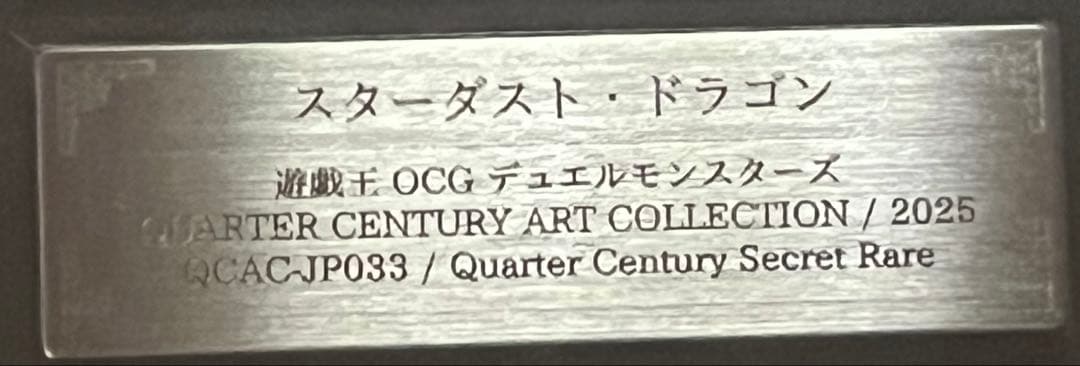 スターダスト・ドラゴン
遊戯王 OCG デュエルモンスターズ
QUARTER CENTURY ART COLLECTION / 2025
QCAC-JP033 / Quarter Century Secret Rare